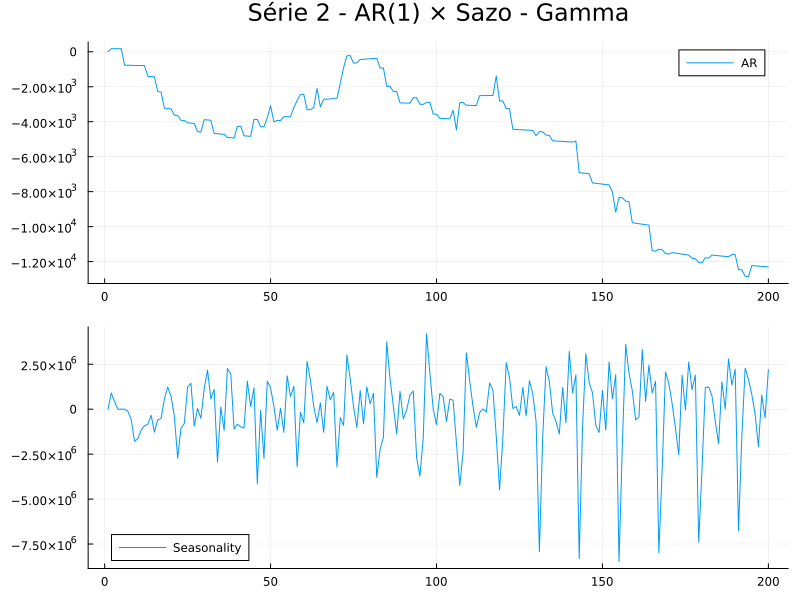 Série 2 - AR(1) × Sazo - Gamma
AR
0
−2.00×10³
−4.00×10³
−6.00×10³
−8.00×10³
−1.00×10⁴
−1.20×10⁴
0 50 100 150 200
2.50×10⁶
0
−2.50×10⁶
−5.00×10⁶
−7.50×10⁶
Seasonality
0 50 100 150 200